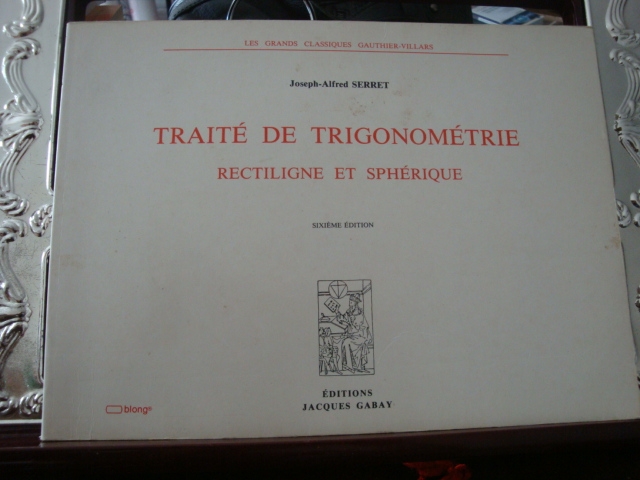 LES GRANDS CLASSIQUES GAUTHIER-VILLARS
Joseph-Alfred SERRET
TRAITÉ DE TRIGONOMÉTRIE
RECTILIGNE ET SPHÉRIQUE
SIXIÈME ÉDITION
ÉDITIONS
JACQUES GABAY
blong®